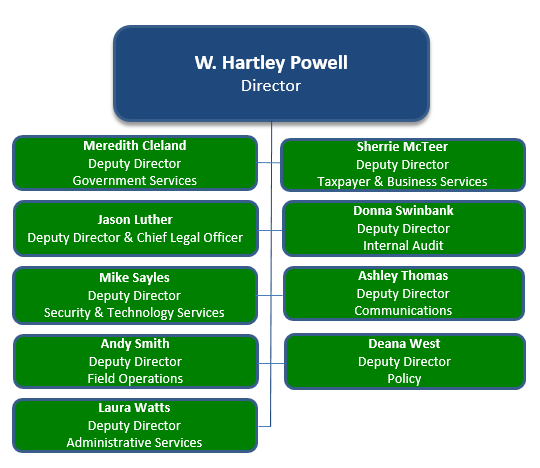 W. Hartley Powell
Director
Meredith Cleland
Deputy Director
Government Services
Sherrie McTeer
Deputy Director
Taxpayer & Business Services
Jason Luther
Deputy Director & Chief Legal Officer
Donna Swinbank
Deputy Director
Internal Audit
Mike Sayles
Deputy Director
Security & Technology Services
Ashley Thomas
Deputy Director
Communications
Andy Smith
Deputy Director
Field Operations
Deana West
Deputy Director
Policy
Laura Watts
Deputy Director
Administrative Services